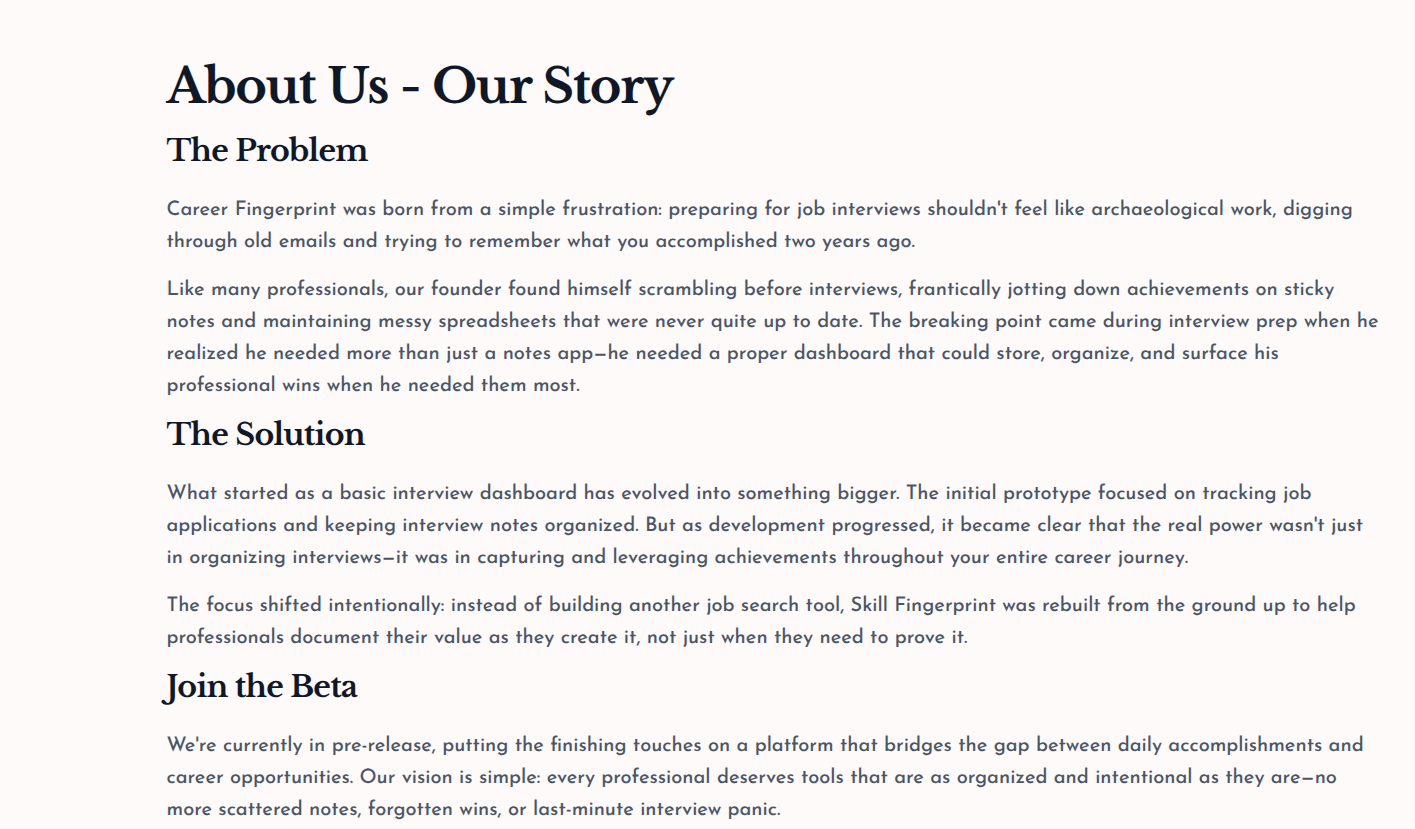 About Us - Our Story
The Problem
Career Fingerprint was born from a simple frustration: preparing for job interviews shouldn't feel like archaeological work, digging
through old emails and trying to remember what you accomplished two years ago.
Like many professionals, our founder found himself scrambling before interviews, frantically jotting down achievements on sticky
notes and maintaining messy spreadsheets that were never quite up to date. The breaking point came during interview prep when he
realized he needed more than just a notes app—he needed a proper dashboard that could store, organize, and surface his
professional wins when he needed them most.
The Solution
What started as a basic interview dashboard has evolved into something bigger. The initial prototype focused on tracking job
applications and keeping interview notes organized. But as development progressed, it became clear that the real power wasn't just
in organizing interviews—it was in capturing and leveraging achievements throughout your entire career journey.
The focus shifted intentionally: instead of building another job search tool, Skill Fingerprint was rebuilt from the ground up to help
professionals document their value as they create it, not just when they need to prove it.
Join the Beta
We're currently in pre-release, putting the finishing touches on a platform that bridges the gap between daily accomplishments and
career opportunities. Our vision is simple: every professional deserves tools that are as organized and intentional as they are—no
more scattered notes, forgotten wins, or last-minute interview panic.